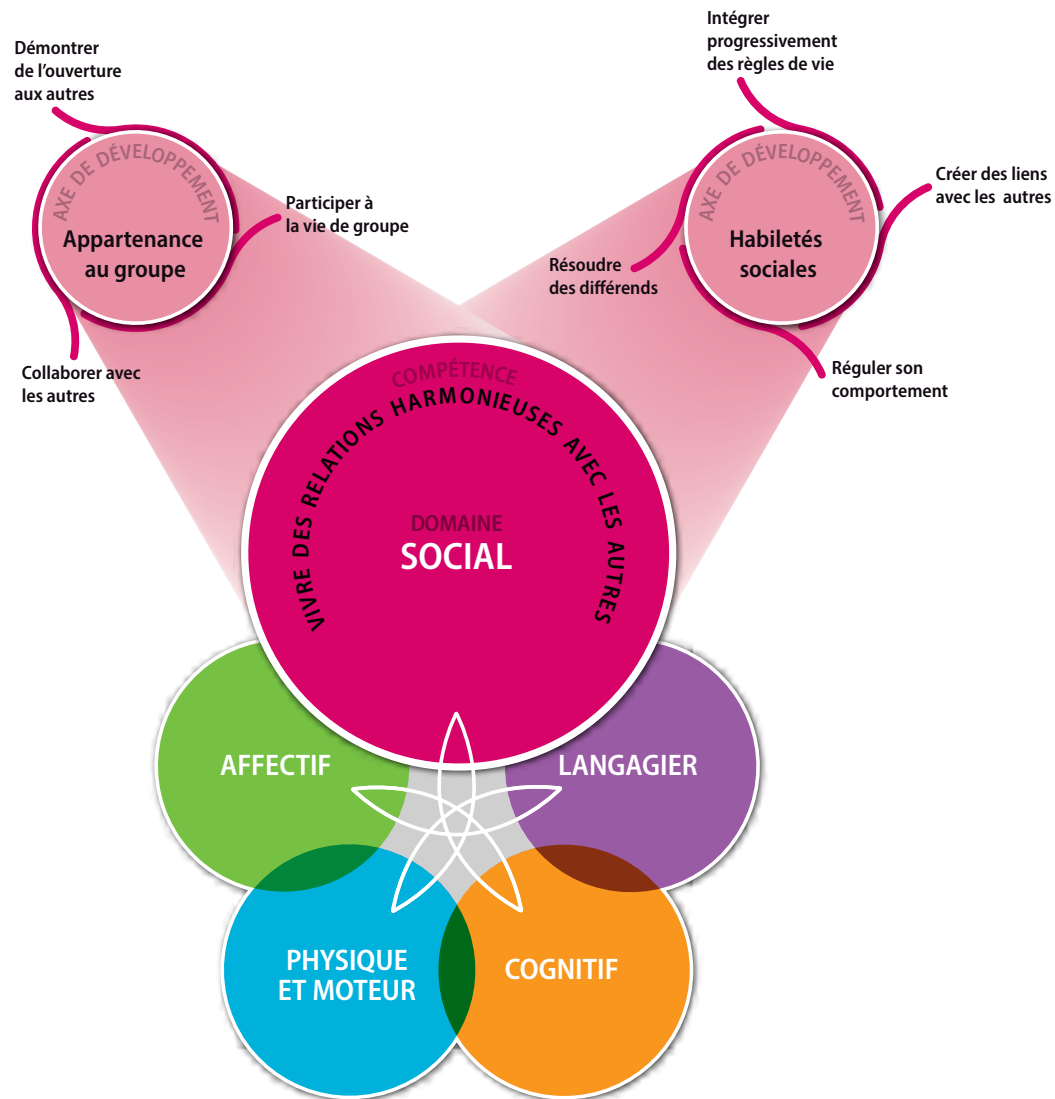 Démontrer
de l'ouverture
aux autres
AXE DE DÉVELOPPEMENT
Appartenance
au groupe
Participer à
la vie de groupe
Collaborer avec
les autres
Intégrer
progressivement
des règles de vie
AXE DE DÉVELOPPEMENT
Habiletés
sociales
Créer des liens
avec les autres
Résoudre
des différends
Réguler son
comportement
COMPÉTENCE
VIVRE DES RELATIONS HARMONIEUSES AVEC LES AUTRES
DOMAINE
SOCIAL
AFFECTIF
LANGAGIER
PHYSIQUE
ET MOTEUR
COGNITIF